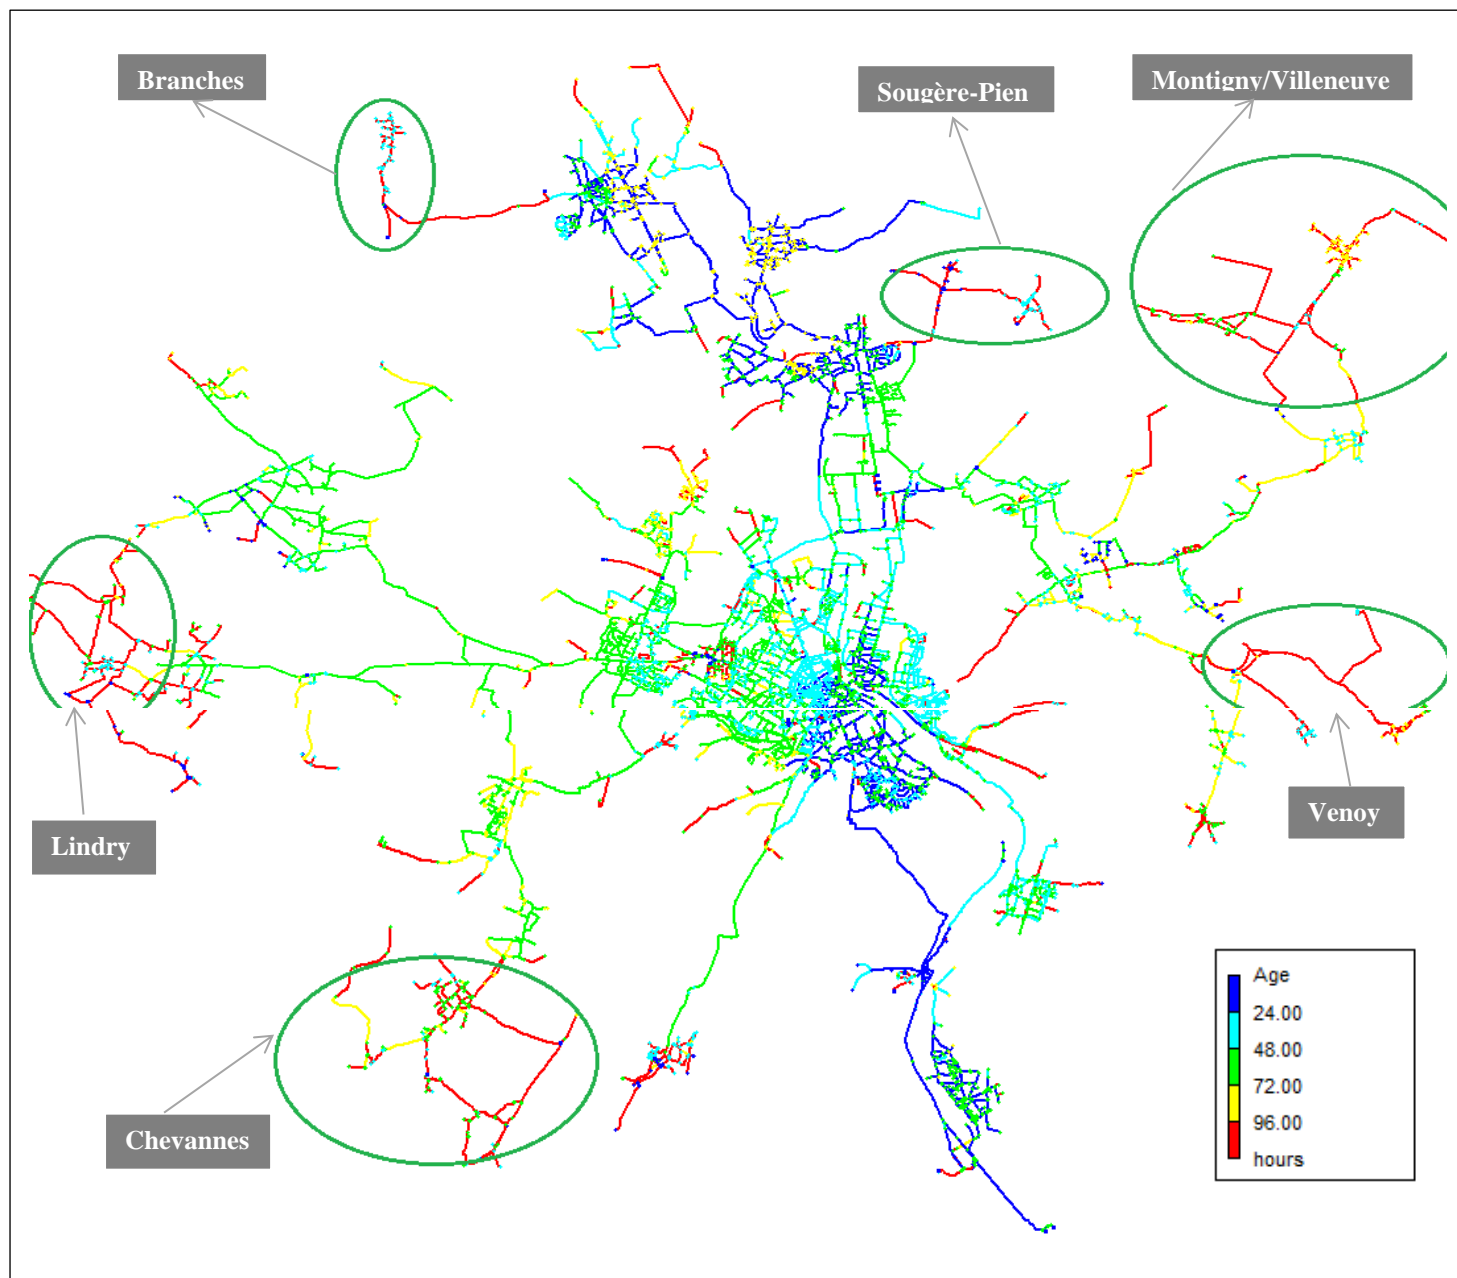 Branches
Sougère-Pien
Montigny/Villeneuve
Lindry
Venoy
Chevannes
Age
24.00
48.00
72.00
96.00
hours